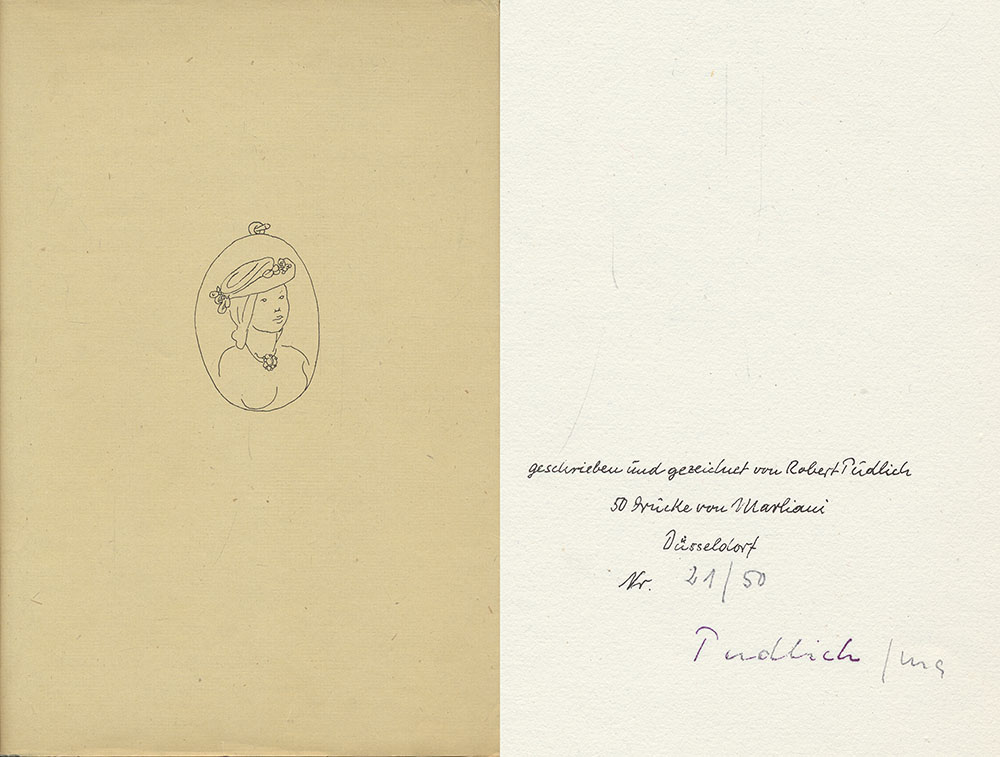 geschrieben und gezeichnet von Robert Pudlich
50 Drucke von Marliani
Düsseldorf
Nr. 21/50
Pudlich